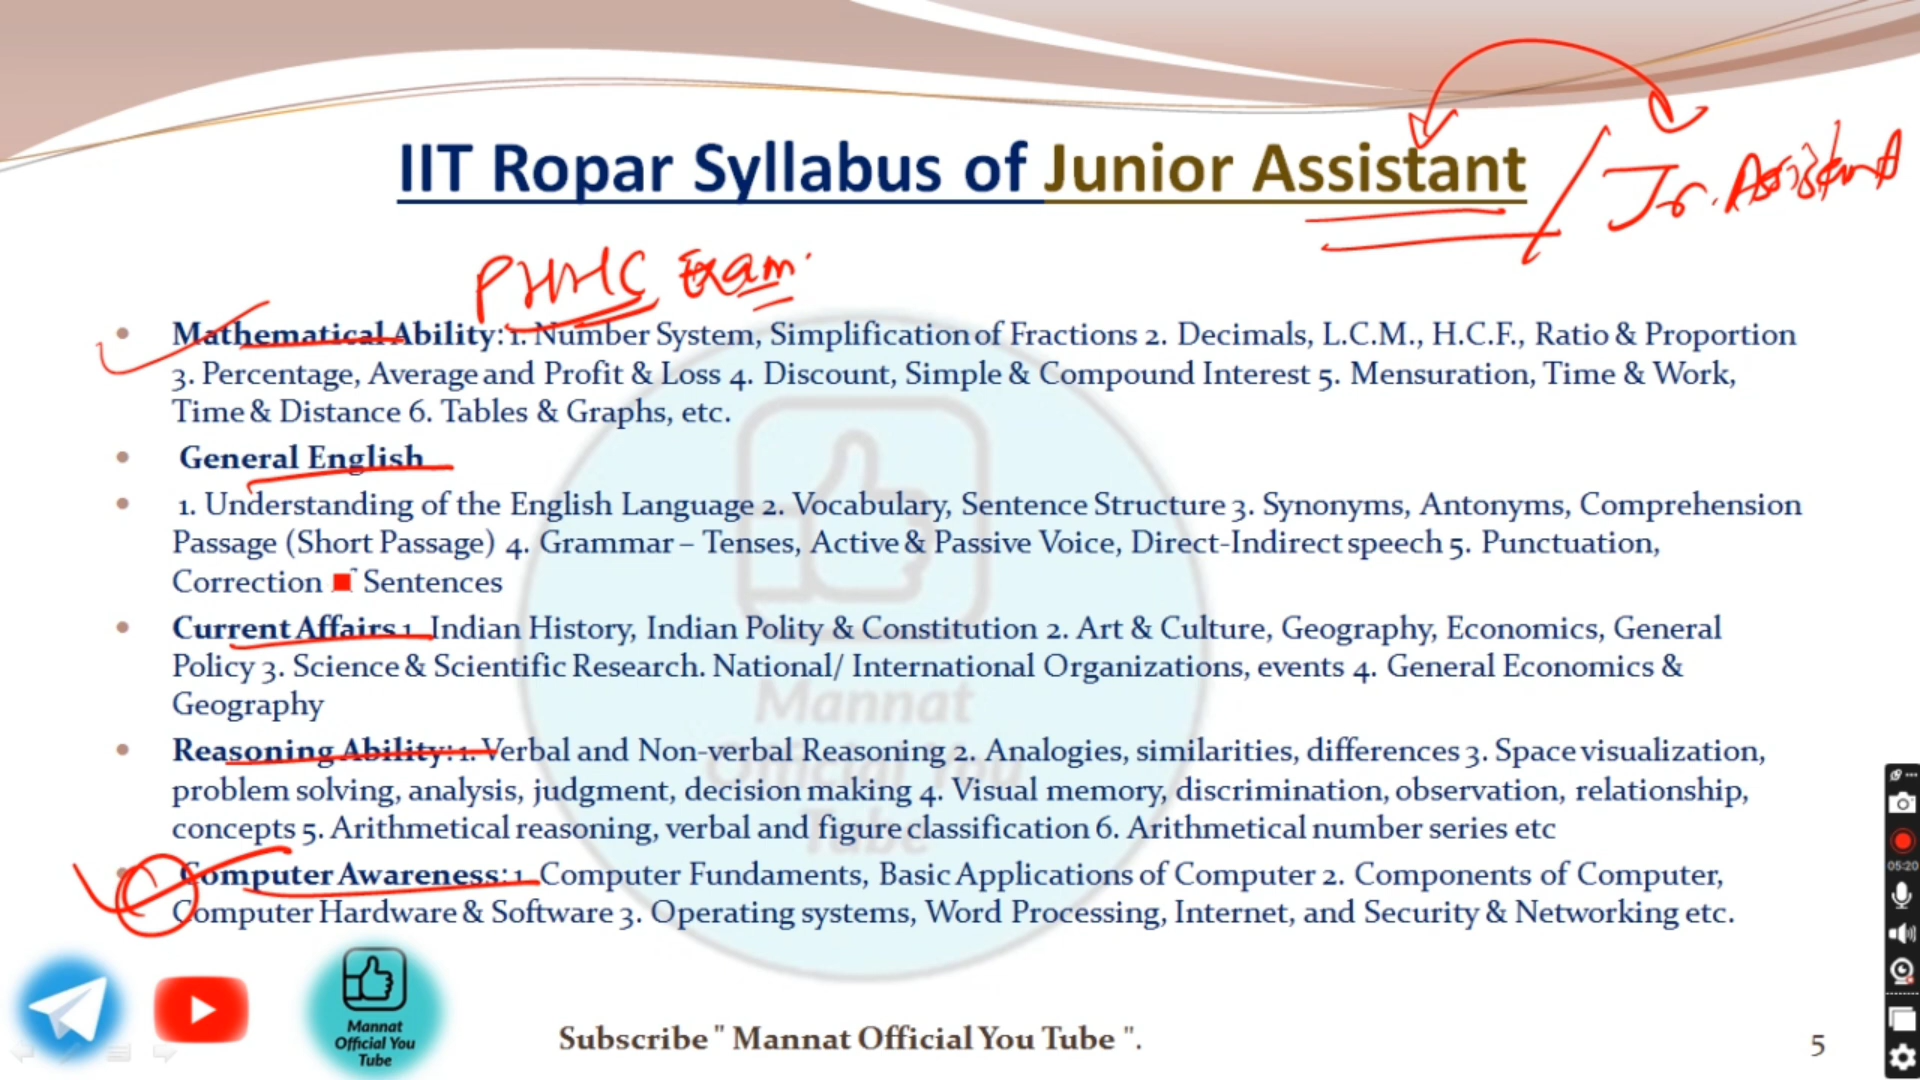 IIT Ropar Syllabus of Junior Assistant / Jr. Assistant
PHHC Exam.
• Mathematical Ability: 1. Number System, Simplification of Fractions 2. Decimals, L.C.M., H.C.F., Ratio & Proportion
3. Percentage, Average and Profit & Loss 4. Discount, Simple & Compound Interest 5. Mensuration, Time & Work,
Time & Distance 6. Tables & Graphs, etc.
• General English
• 1. Understanding of the English Language 2. Vocabulary, Sentence Structure 3. Synonyms, Antonyms, Comprehension
Passage (Short Passage) 4. Grammar – Tenses, Active & Passive Voice, Direct-Indirect speech 5. Punctuation,
Correction Sentences
• Current Affairs 1. Indian History, Indian Polity & Constitution 2. Art & Culture, Geography, Economics, General
Policy 3. Science & Scientific Research. National/ International Organizations, events 4. General Economics &
Geography
• Reasoning Ability: 1. Verbal and Non-verbal Reasoning 2. Analogies, similarities, differences 3. Space visualization,
problem solving, analysis, judgment, decision making 4. Visual memory, discrimination, observation, relationship,
concepts 5. Arithmetical reasoning, verbal and figure classification 6. Arithmetical number series etc
• Computer Awareness: 1. Computer Fundaments, Basic Applications of Computer 2. Components of Computer,
Computer Hardware & Software 3. Operating systems, Word Processing, Internet, and Security & Networking etc.
Mannat
Official You
Tube
Mannat
Official You
Tube
Subscribe " Mannat Official You Tube ".
5
05:20